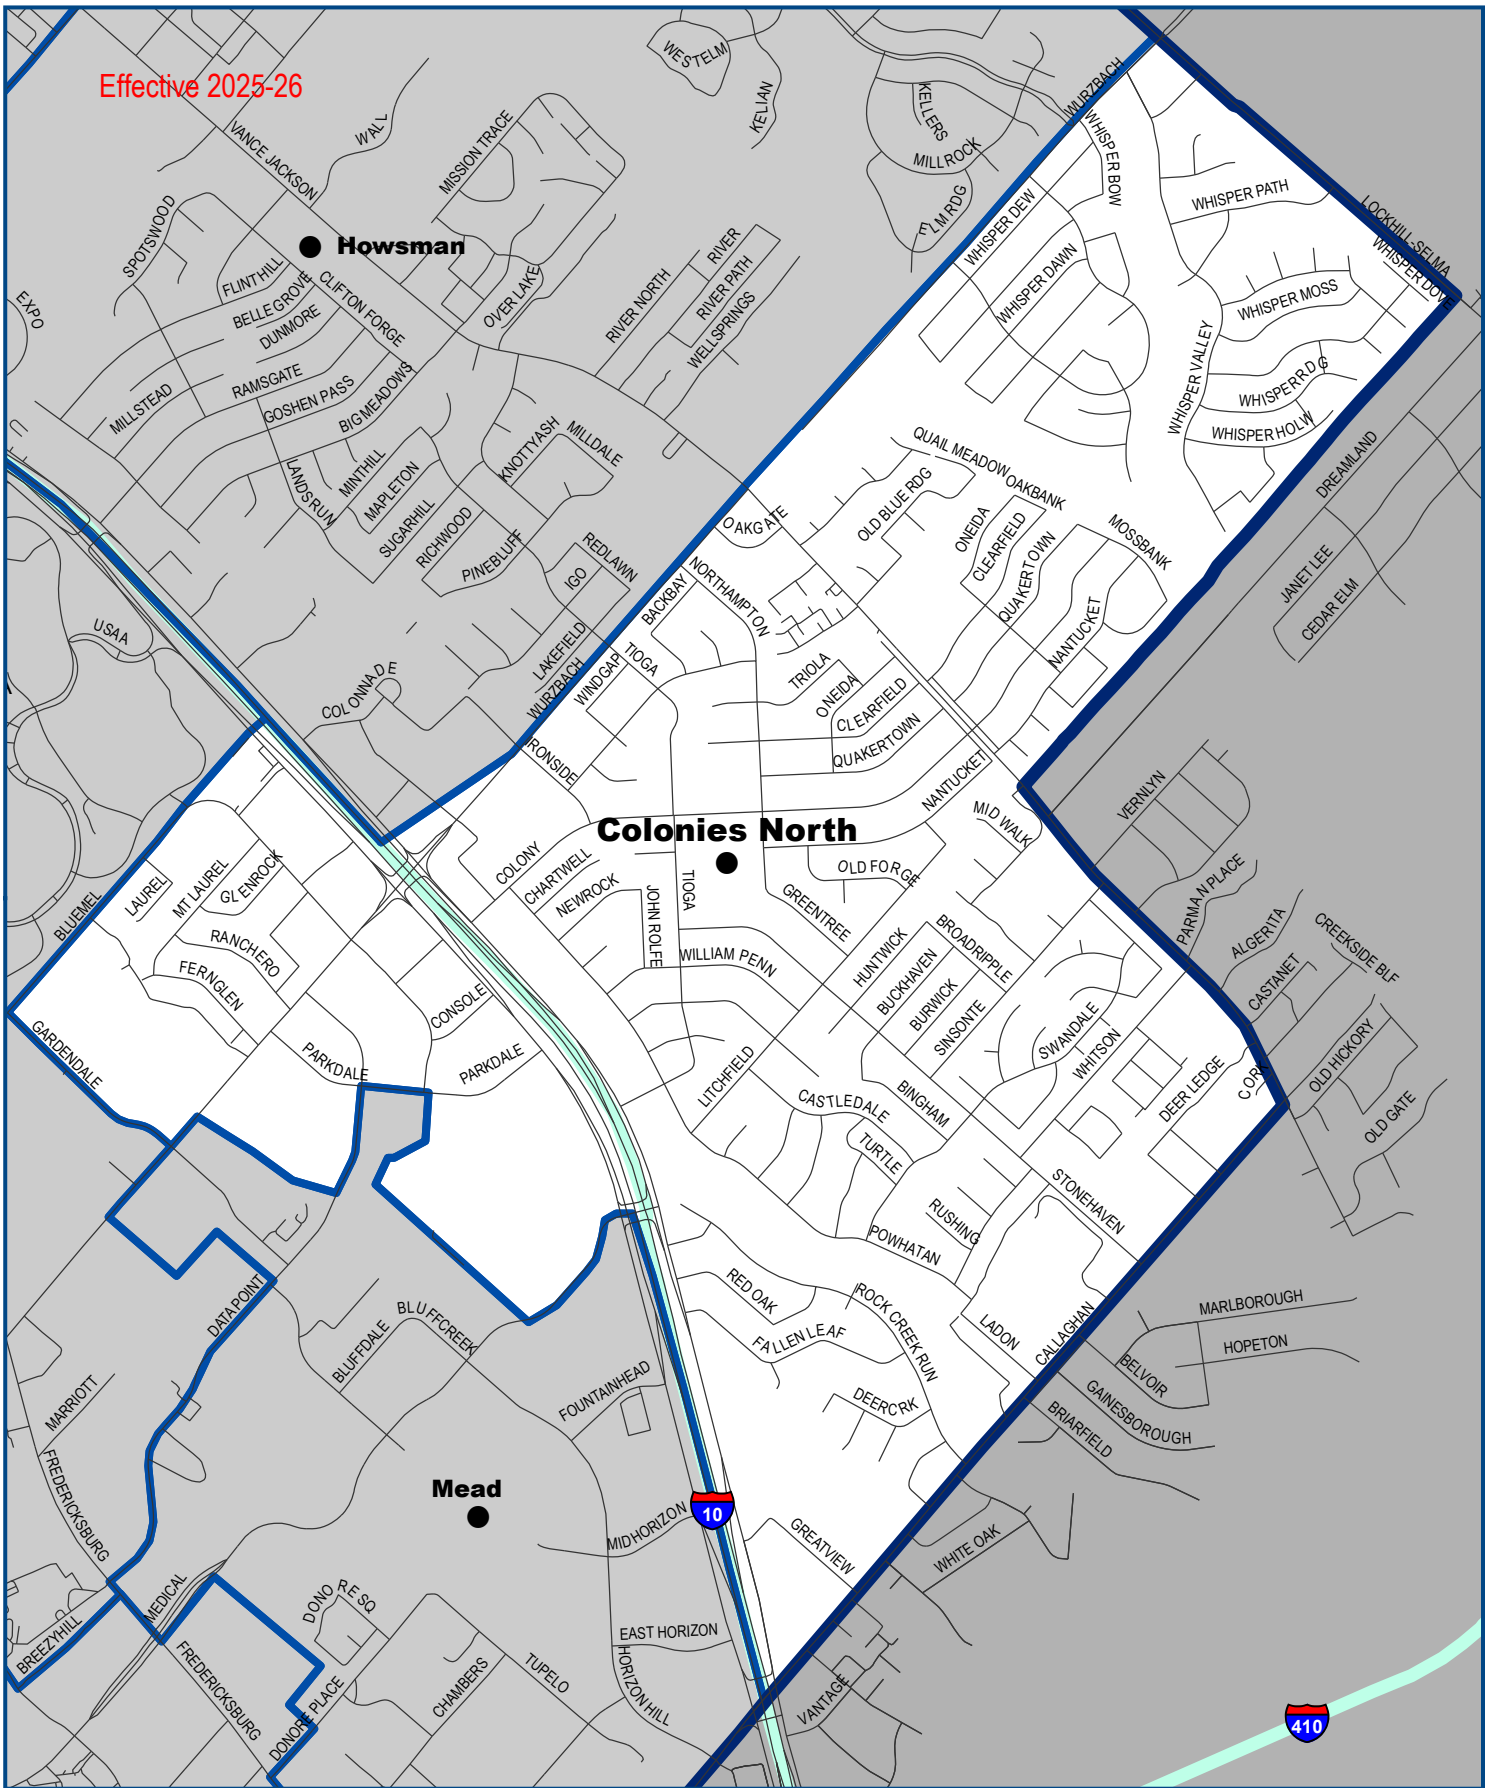 Effective 2025-26
WESTELM
KELIAN
KELLERS
WURZBACH
WALL
VANCE JACKSON
MISSION TRACE
MILLROCK
WHISPER BOW
ELM RDG
WHISPER PATH
LOCKHILL-SELMA
SPOTSWOOD
Howsman
WHISPER DEW
WHISPER DOVE
FLINTHILL
CLIFTON FORGE
RIVER
WHISPER DAWN
EXPO
BELLE GROVE
OVER LAKE
RIVER NORTH
RIVER PATH
WHISPER MOSS
DUNMORE
WELLSPRINGS
WHISPER VALLEY
RAMSGATE
MILLSTEAD
GOSHEN PASS
BIG MEADOWS
WHISPER RDG
WHISPER HOLW
KNOTTYASH
MILLDALE
QUAIL MEADOW
OAKBANK
DREAMLAND
LANDS RUN
MINTHILL
MAPLETON
OLD BLUE RDG
SUGARHILL
OAKGATE
ONEIDA
CLEARFIELD
MOSSBANK
RICHWOOD
PINEBLUFF
REDLAWN
IGO
QUAKERTOWN
JANET LEE
BACKBAY
NORTHAMPTON
CEDAR ELM
USAA
NANTUCKET
LAKEFIELD
TIOGA
TRIOLA
COLONNADE
WURZBACH
WINDGAP
ONEIDA
CLEARFIELD
QUAKERTOWN
IRONSIDE
NANTUCKET
VERNLYN
MID WALK
Colonies North
COLONY
CHARTWELL
OLD FORGE
LAUREL
MT LAUREL
GLENROCK
NEWROCK
JOHN ROLFE
TIOGA
GREENTREE
PARMAN PLACE
BLUEMEL
RANCHERO
BROADRIPPLE
ALGERITA
CREEKSIDE BLF
HUNTWICK
WILLIAM PENN
FERNGLEN
BUCKHAVEN
CASTANET
BURWICK
CONSOLE
SINSONTE
SWANDALE
WHITSON
GARDENDALE
PARKDALE
PARKDALE
LITCHFIELD
CASTLEDALE
BINGHAM
DEER LEDGE
CORK
OLD HICKORY
OLD GATE
TURTLE
STONEHAVEN
RUSHING
POWHATAN
DATA POINT
BLUFFCREEK
BLUFFDALE
RED OAK
ROCK CREEK RUN
LADON
CALLAGHAN
MARLBOROUGH
HOPETON
FALLEN LEAF
BELVOIR
MARRIOTT
FOUNTAINHEAD
DEERCRK
GAINESBOROUGH
BRIARFIELD
FREDERICKSBURG
Mead
10
MIDHORIZON
GREATVIEW
WHITE OAK
MEDICAL
DONORE SQ
BREEZYHILL
EAST HORIZON
FREDERICKSBURG
HORIZON HILL
TUPELO
CHAMBERS
DONORE PLACE
VANTAGE
410